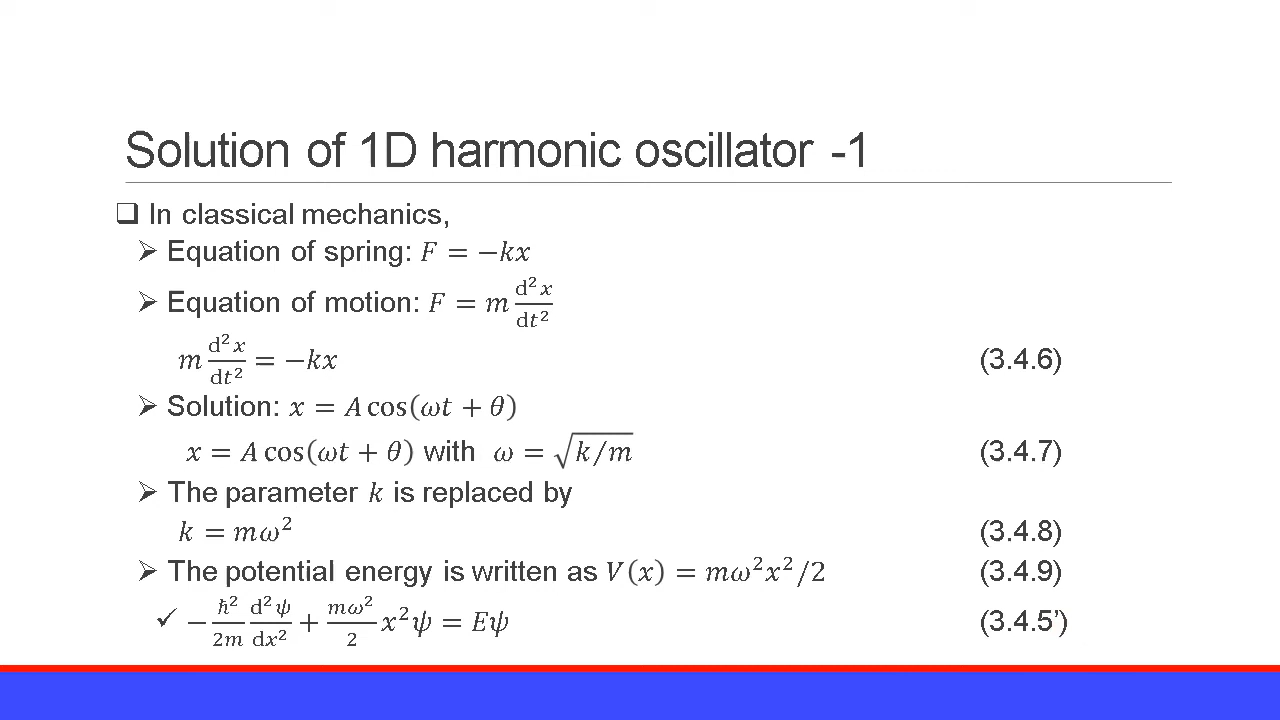 Solution of 1D harmonic oscillator -1
❑ In classical mechanics,
➢ Equation of spring: 𝐹 = −𝑘𝑥
➢ Equation of motion: 𝐹 = 𝑚 d²𝑥/d𝑡²
𝑚 d²𝑥/d𝑡² = −𝑘𝑥 (3.4.6)
➢ Solution: 𝑥 = 𝐴 cos(𝜔𝑡 + 𝜃)
𝑥 = 𝐴 cos(𝜔𝑡 + 𝜃) with 𝜔 = √(𝑘/𝑚) (3.4.7)
➢ The parameter 𝑘 is replaced by
𝑘 = 𝑚𝜔² (3.4.8)
➢ The potential energy is written as 𝑉(𝑥) = 𝑚𝜔²𝑥²/2 (3.4.9)
✓ −ℏ²/2𝑚 d²𝜓/d𝑥² + 𝑚𝜔²/2 𝑥²𝜓 = 𝐸𝜓 (3.4.5’)